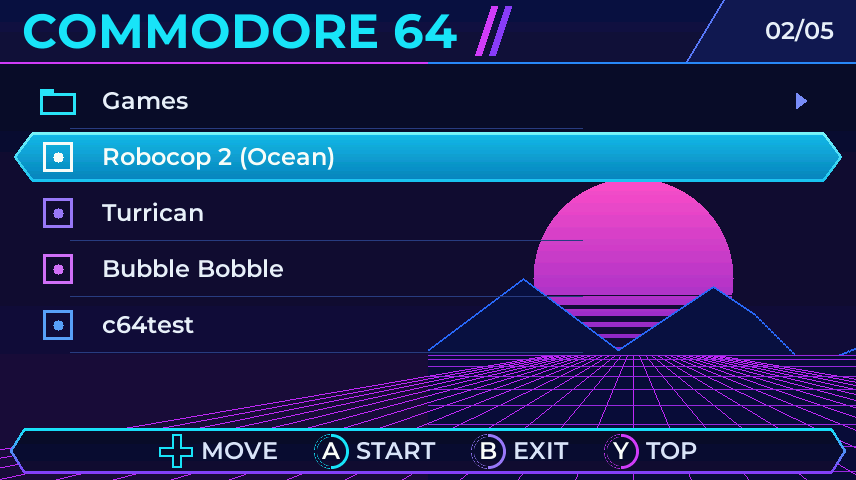 COMMODORE 64
02/05
Games
Robocop 2 (Ocean)
Turrican
Bubble Bobble
c64test
MOVE A START B EXIT Y TOP